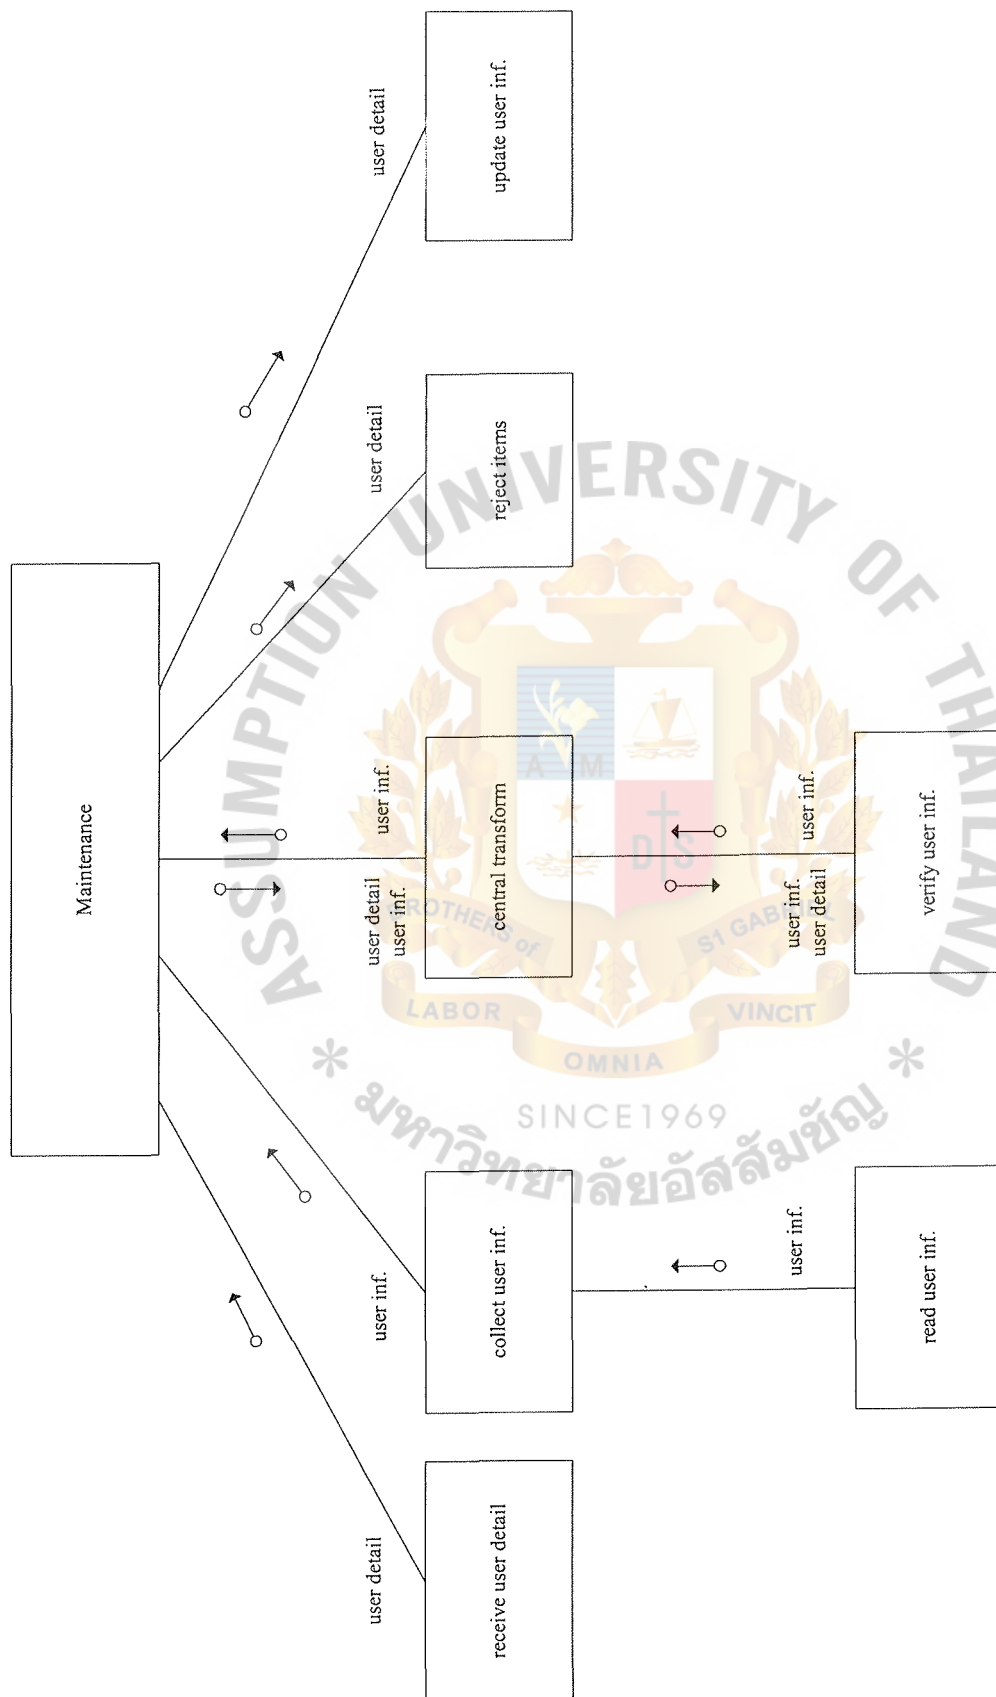 Maintenance
user detail
user inf.
user detail
user inf.
user inf.
user detail
user detail
receive user detail
collect user inf.
central transform
reject items
update user inf.
user inf.
user inf.
user detail
user inf.
read user inf.
verify user inf.
ASSUMPTION UNIVERSITY OF THAILAND
A M
D S
BROTHERS of
S1 GABRIEL
LABOR
OMNIA
VINCIT
SINCE1969
* มหาวิทยาลัยอัสสัมชัญ *